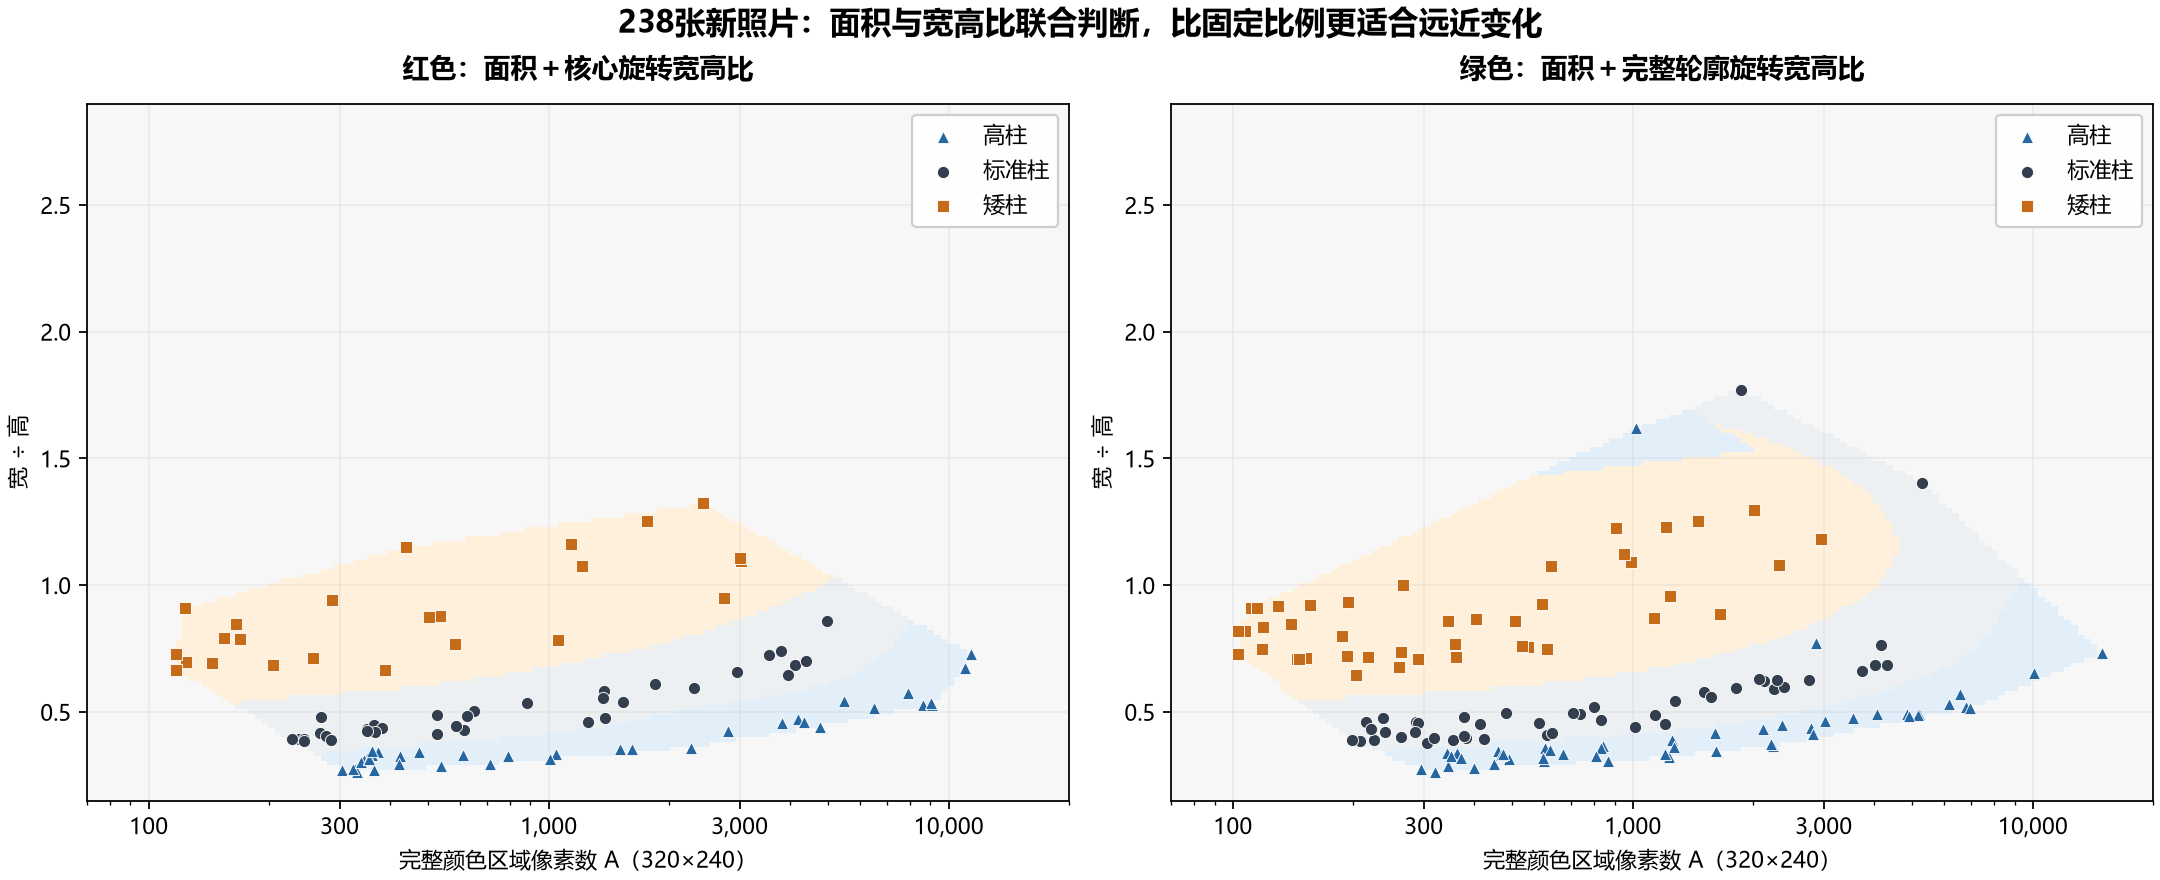 238张新照片：面积与宽高比联合判断，比固定比例更适合远近变化
红色：面积＋核心旋转宽高比
高柱
标准柱
矮柱
2.5
2.0
1.5
1.0
0.5
宽 ÷ 高
100
300
1,000
3,000
10,000
完整颜色区域像素数 A（320×240）
绿色：面积＋完整轮廓旋转宽高比
高柱
标准柱
矮柱
2.5
2.0
1.5
1.0
0.5
宽 ÷ 高
100
300
1,000
3,000
10,000
完整颜色区域像素数 A（320×240）